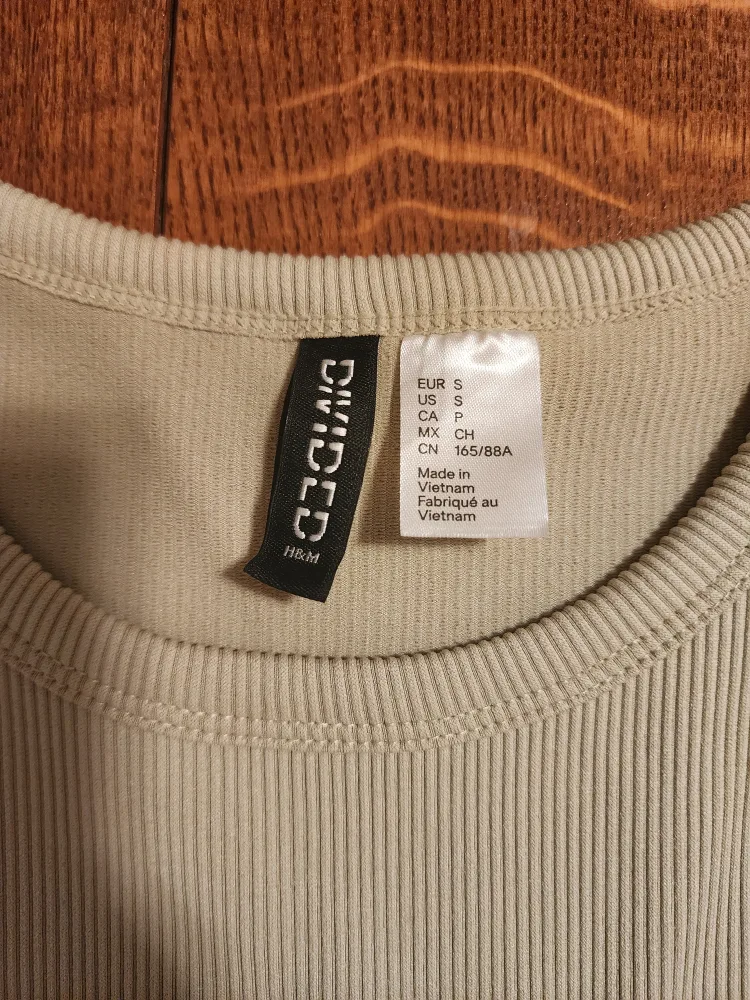 DIVIDED
H&M
EUR S
US S
CA P
MX CH
CN 165/88A
Made in
Vietnam
Fabriqué au
Vietnam